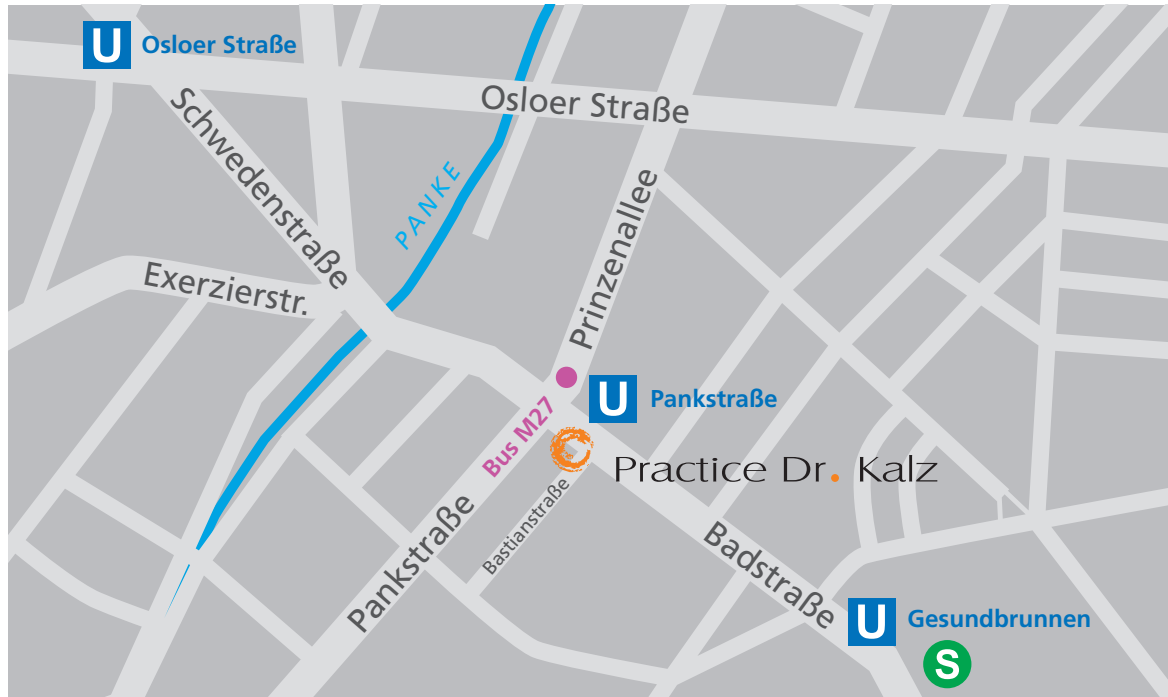 U Osloer Straße
Osloer Straße
Schwedenstraße
PANKE
Prinzenallee
Exerzierstr.
U Pankstraße
Bus M27
Practice Dr. Kalz
Pankstraße
Bastianstraße
Badstraße
U Gesundbrunnen
S